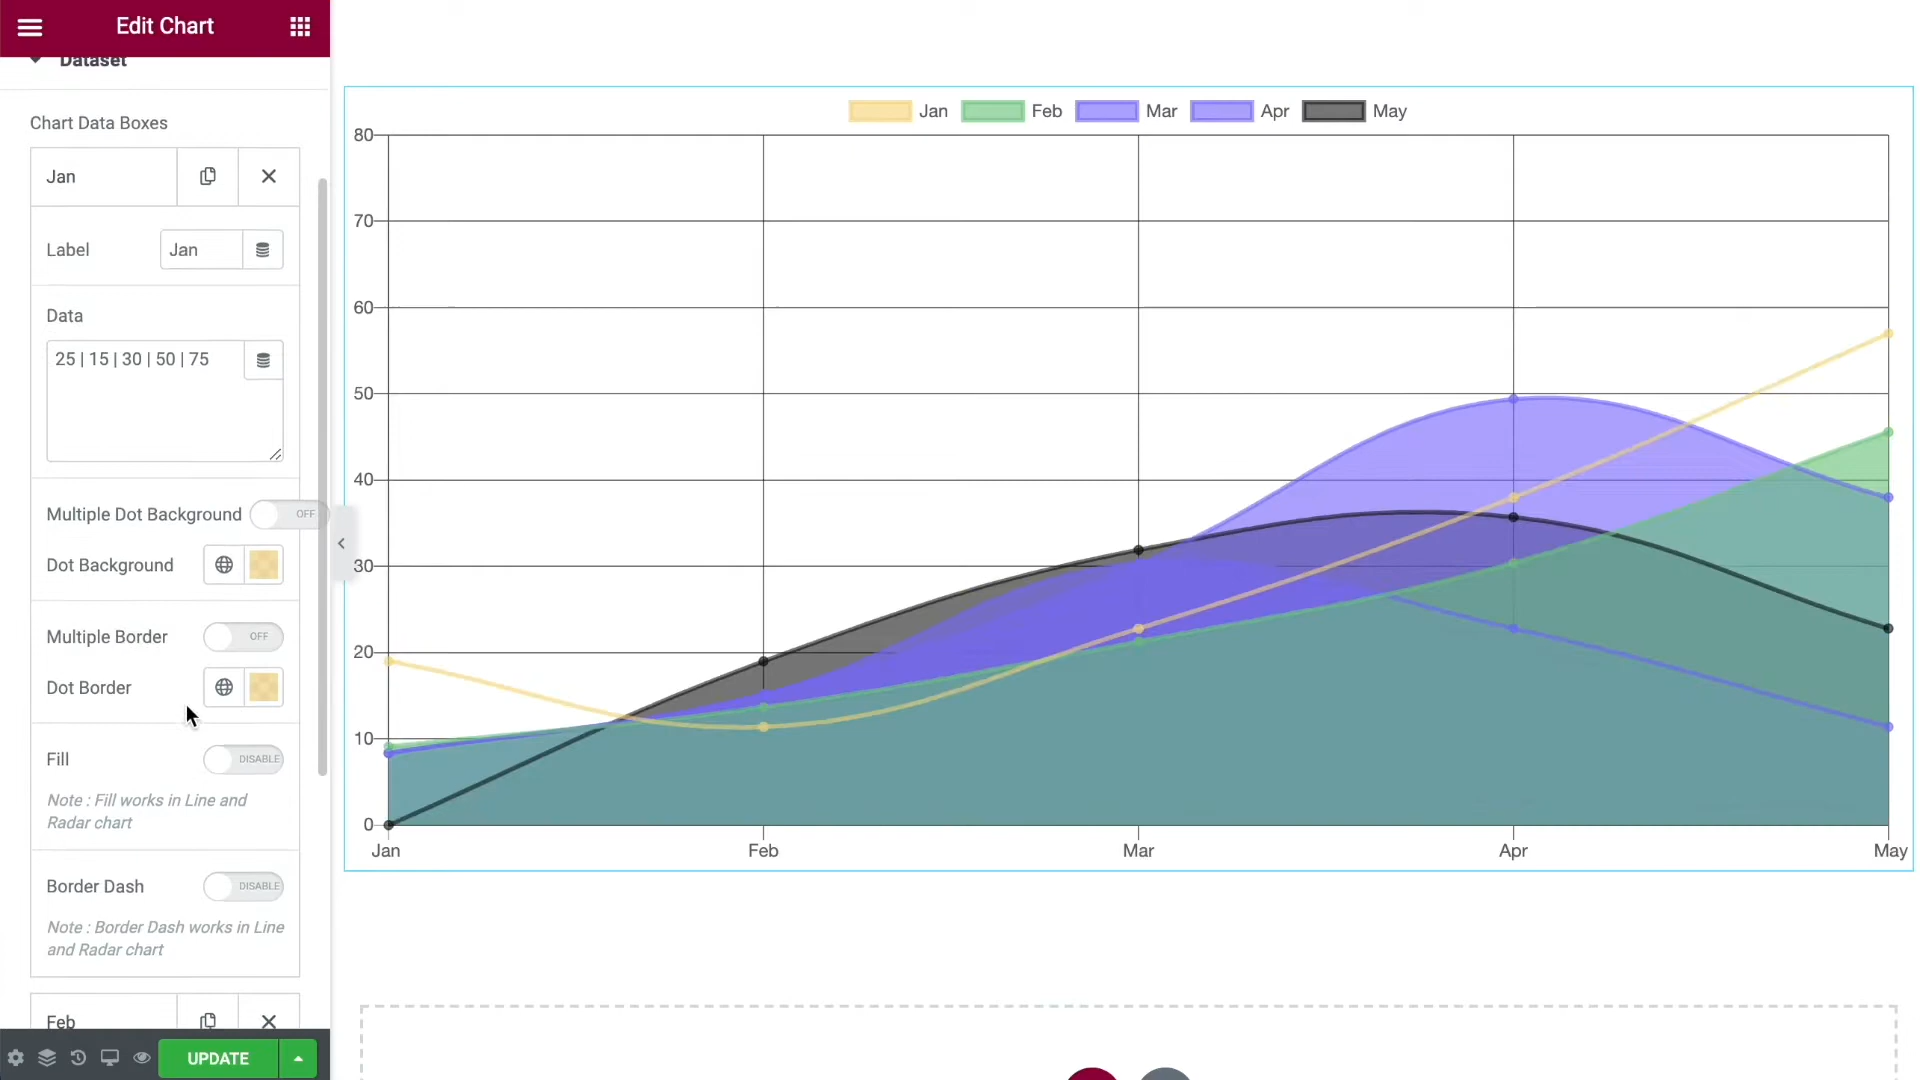 Edit Chart
Dataset
Chart Data Boxes
Jan
Label
Jan
Data
25 | 15 | 30 | 50 | 75
Multiple Dot Background
OFF
Dot Background
Multiple Border
OFF
Dot Border
Fill
DISABLE
Note : Fill works in Line and
Radar chart
Border Dash
DISABLE
Note : Border Dash works in Line
and Radar chart
Feb
UPDATE
Jan Feb Mar Apr May
80
70
60
50
40
30
20
10
0
Jan Feb Mar Apr May